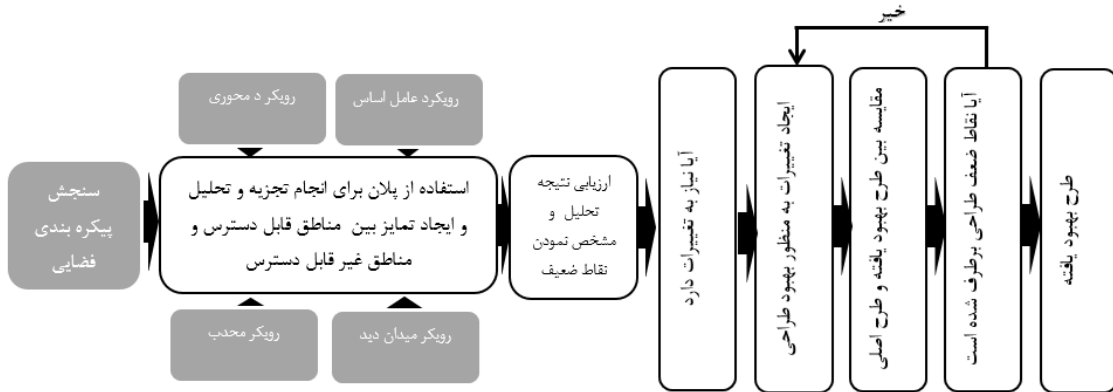 خیر
رویکر د محوری
رویکرد عامل اساس
سنجش
پیکره بندی
فضایی
استفاده از پلان برای انجام تجزیه و تحلیل
و ایجاد تمایز بین مناطق قابل دسترس و
مناطق غیر قابل دسترس
رویکر محدب
رویکر میدان دید
ارزیابی نتیجه
تحلیل و
مشخص نمودن
نقاط ضعیف
آیا نیاز به تغییرات دارد
ایجاد تغییرات به منظور بهبود طراحی
مقایسه بین طرح بهبود یافته و طرح اصلی
آیا نقاط ضعف طراحی برطرف شده است
طرح بهبود یافته